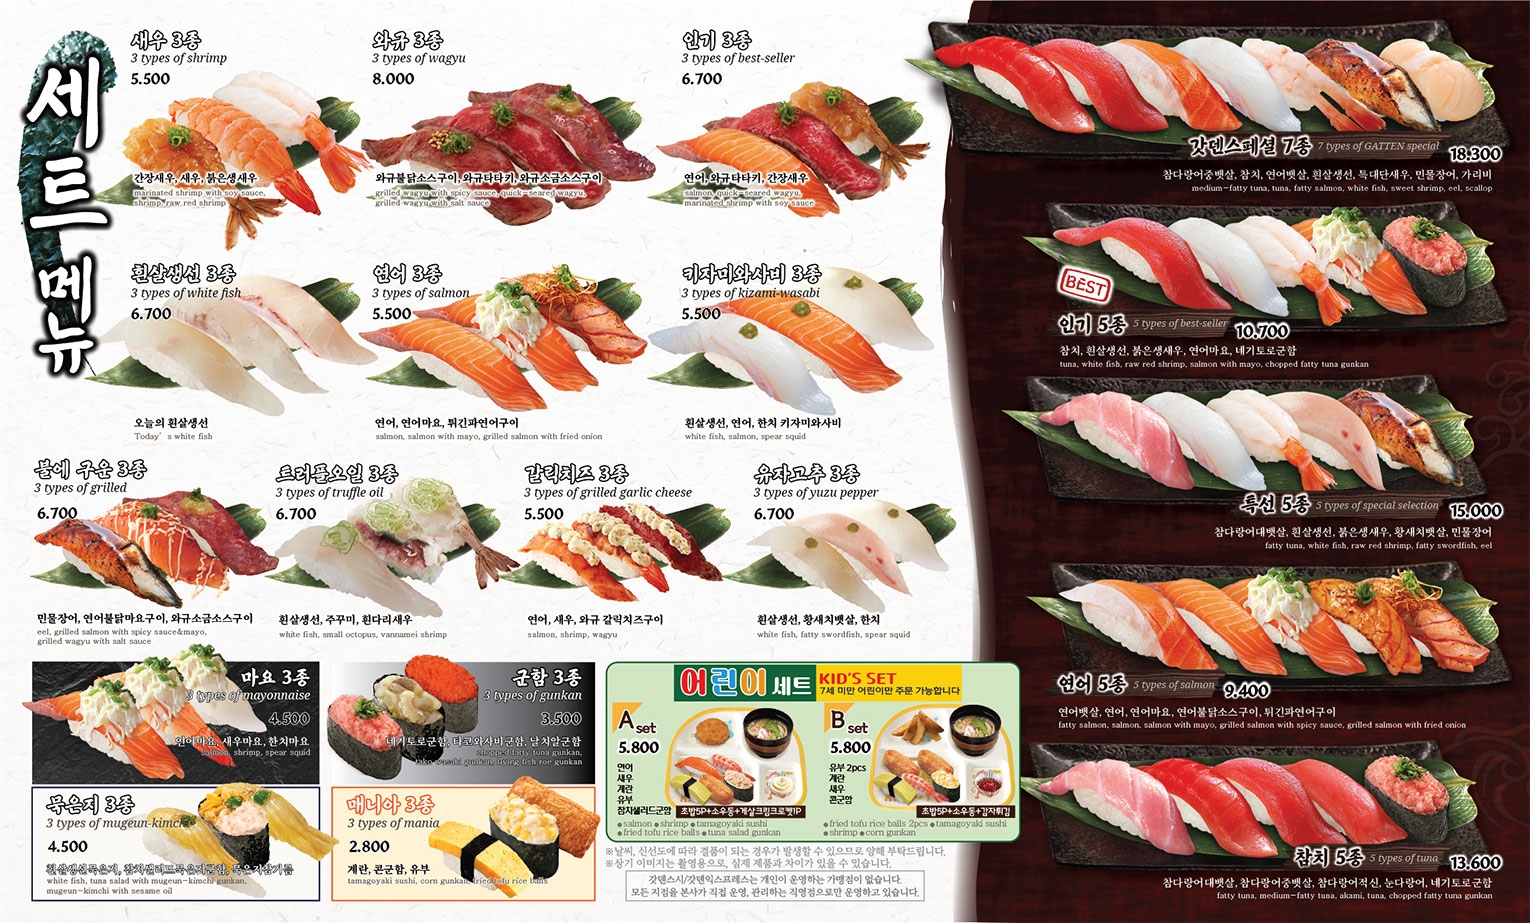 세트메뉴
새우 3종
3 types of shrimp
5.500
간장새우, 새우, 붉은생새우
marinated shrimp with soy sauce,
shrimp, raw red shrimp
와규 3종
3 types of wagyu
8.000
와규불닭소스구이, 와규타타키, 와규소금소스구이
grilled wagyu with spicy sauce, quick-seared wagyu,
grilled wagyu with salt sauce
인기 3종
3 types of best-seller
6.700
연어, 와규타타키, 간장새우
salmon, quick-seared wagyu,
marinated shrimp with soy sauce
흰살생선 3종
3 types of white fish
6.700
오늘의 흰살생선
Today's white fish
연어 3종
3 types of salmon
5.500
연어, 연어마요, 튀긴파연어구이
salmon, salmon with mayo, grilled salmon with fried onion
키자미와사비 3종
3 types of kizami-wasabi
5.500
흰살생선, 연어, 한치 키자미와사비
white fish, salmon, spear squid
불에 구운 3종
3 types of grilled
6.700
민물장어, 연어불닭마요구이, 와규소금소스구이
eel, grilled salmon with spicy sauce&mayo,
grilled wagyu with salt sauce
트러플오일 3종
3 types of truffle oil
6.700
흰살생선, 주꾸미, 흰다리새우
white fish, small octopus, vannamei shrimp
갈릭치즈 3종
3 types of grilled garlic cheese
5.500
연어, 새우, 와규 갈릭치즈구이
salmon, shrimp, wagyu
유자고추 3종
3 types of yuzu pepper
6.700
흰살생선, 황새치뱃살, 한치
white fish, fatty swordfish, spear squid
마요 3종
3 types of mayonnaise
4.500
연어마요, 새우마요, 한치마요
salmon, shrimp, spear squid
군함 3종
3 types of gunkan
3.500
네기토로군함, 타코와사비군함, 날치알군함
chopped fatty tuna gunkan,
tako-wasabi gunkan, flying fish roe gunkan
묵은지 3종
3 types of mugeun-kimchi
4.500
흰살생선묵은지, 참치샐러드묵은지군함, 묵은지참기름
white fish, tuna salad with mugeun-kimchi gunkan,
mugeun-kimchi with sesame oil
매니아 3종
3 types of mania
2.800
계란, 콘군함, 유부
tamagoyaki sushi, corn gunkan, fried tofu rice balls
어린이 세트 KID'S SET
7세 미만 어린이만 주문 가능합니다
A set
5.800
연어
새우
계란
유부
참치샐러드군함
초밥5P+소우동+게살크림크로켓1P
●salmon ●shrimp ●tamagoyaki sushi
●fried tofu rice balls ●tuna salad gunkan
B set
5.800
유부 2pcs
계란
새우
콘군함
초밥5P+소우동+감자튀김
●fried tofu rice balls 2pcs ●tamagoyaki sushi
●shrimp ●corn gunkan
※날씨, 신선도에 따라 결품이 되는 경우가 발생할 수 있으므로 양해 부탁드립니다.
※상기 이미지는 촬영용으로, 실제 제품과 차이가 있을 수 있습니다.
갓덴스시/갓덴익스프레스는 개인이 운영하는 가맹점이 없습니다.
모든 지점을 본사가 직접 운영, 관리하는 직영점으로만 운영하고 있습니다.
갓덴스페셜 7종 7 types of GATTEN special 18.300
참다랑어중뱃살, 참치, 연어뱃살, 흰살생선, 특대단새우, 민물장어, 가리비
medium-fatty tuna, tuna, fatty salmon, white fish, sweet shrimp, eel, scallop
BEST
인기 5종 5 types of best-seller 10.700
참치, 흰살생선, 붉은생새우, 연어마요, 네기토로군함
tuna, white fish, raw red shrimp, salmon with mayo, chopped fatty tuna gunkan
특선 5종 5 types of special selection 15.000
참다랑어대뱃살, 흰살생선, 붉은생새우, 황새치뱃살, 민물장어
fatty tuna, white fish, raw red shrimp, fatty swordfish, eel
연어 5종 5 types of salmon 9.400
연어뱃살, 연어, 연어마요, 연어불닭소스구이, 튀긴파연어구이
fatty salmon, salmon, salmon with mayo, grilled salmon with spicy sauce, grilled salmon with fried onion
참치 5종 5 types of tuna 13.600
참다랑어대뱃살, 참다랑어중뱃살, 참다랑어적신, 눈다랑어, 네기토로군함
fatty tuna, medium-fatty tuna, akami, tuna, chopped fatty tuna gunkan